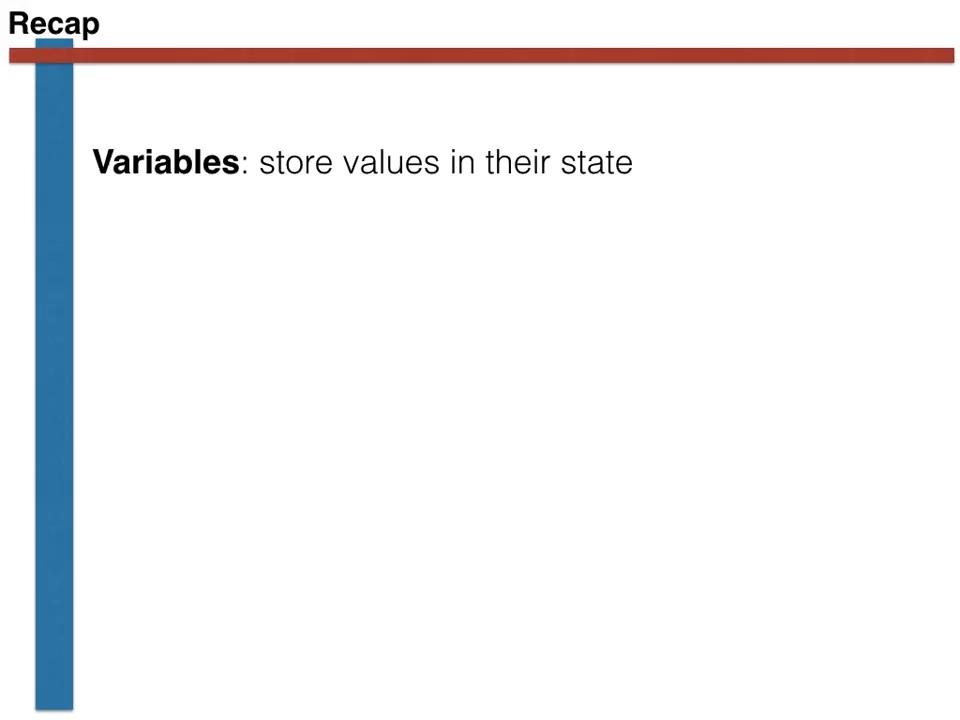 Recap
Variables: store values in their state